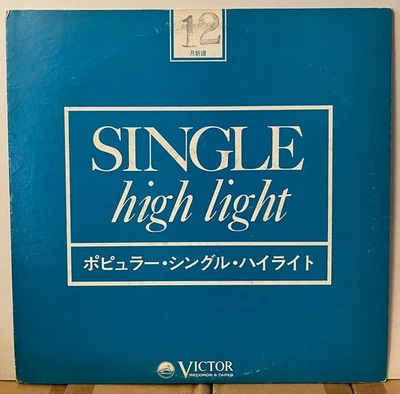 12
月新譜
SINGLE
high light
ポピュラー・シングル・ハイライト
VICTOR
RECORDS & TAPES